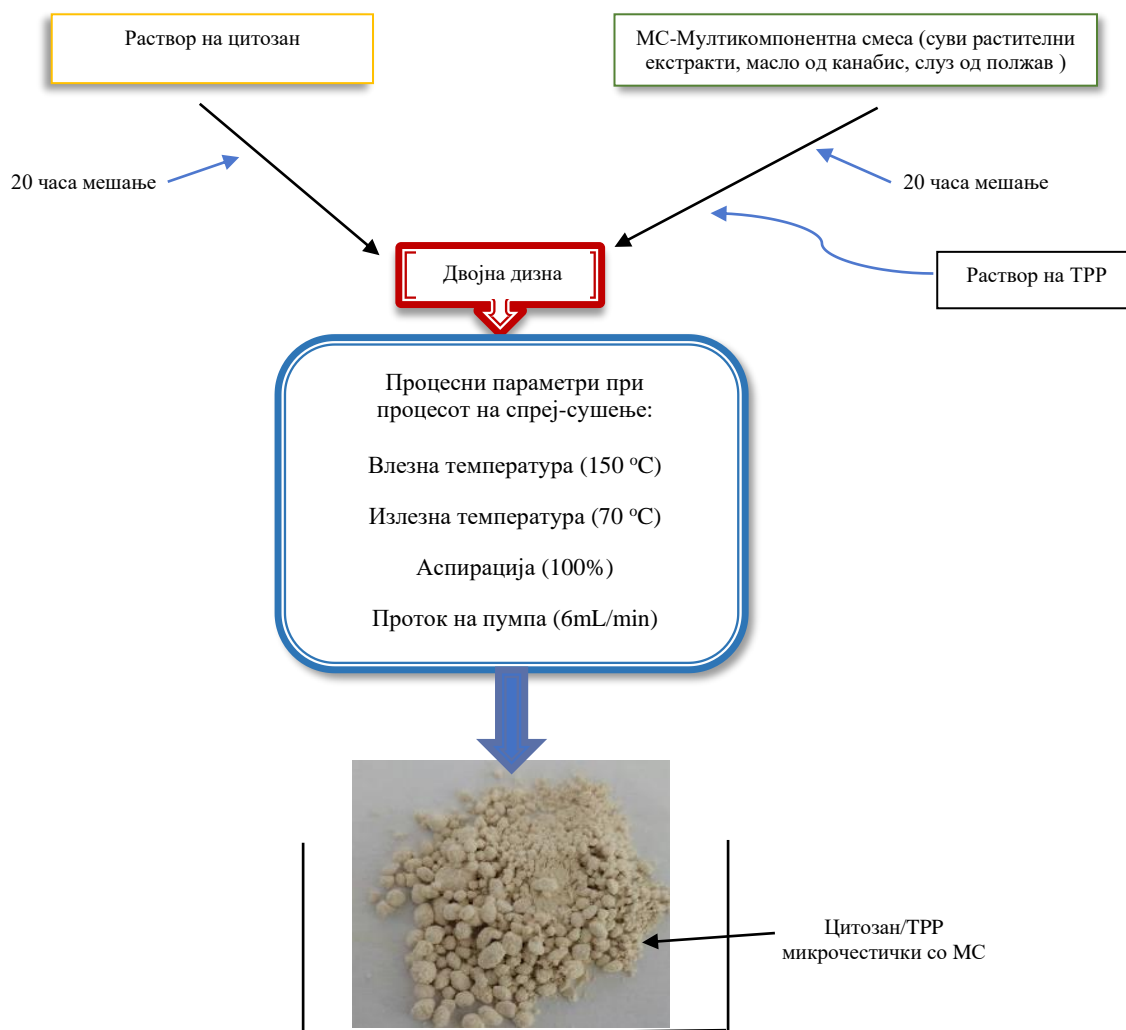 Раствор на цитозан
МС-Мултикомпонентна смеса (суви растителни
екстракти, масло од канабис, слуз од полжав )
20 часа мешање
20 часа мешање
Двојна дизна
Раствор на ТРР
Процесни параметри при
процесот на спреј-сушење:
Влезна температура (150 ºС)
Излезна температура (70 ºС)
Аспирација (100%)
Проток на пумпа (6mL/min)
Цитозан/ТРР
микрочестички со МС